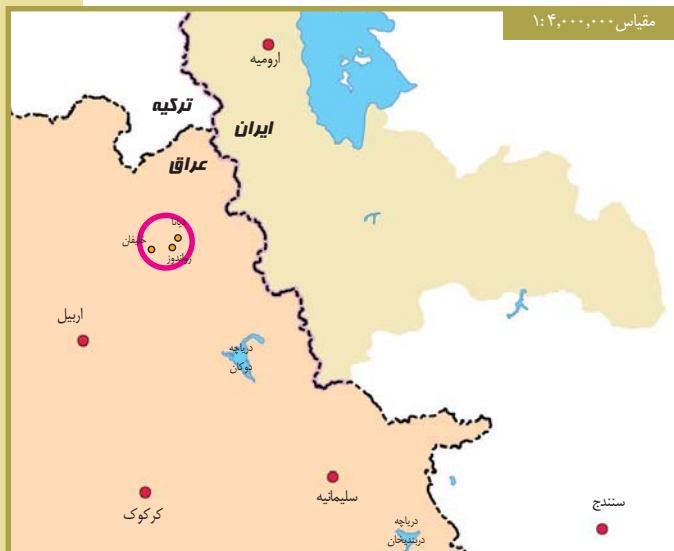 مقیاس ۱:۴,۰۰۰,۰۰۰
ارومیه
ترکیه
ایران
عراق
دیانا
خلیفان
رواندوز
اربیل
دریاچه
دوکان
سلیمانیه
کرکوک
سنندج
دریاچه
دربندیخان